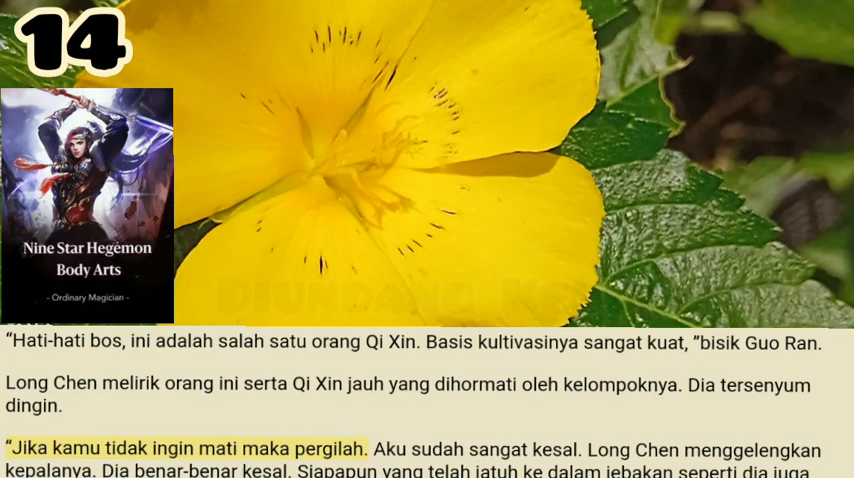 14
Nine Star Hegemon
Body Arts
- Ordinary Magician -
DIUNDANG
“Hati-hati bos, ini adalah salah satu orang Qi Xin. Basis kultivasinya sangat kuat, ”bisik Guo Ran.
Long Chen melirik orang ini serta Qi Xin jauh yang dihormati oleh kelompoknya. Dia tersenyum
dingin.
“Jika kamu tidak ingin mati maka pergilah. Aku sudah sangat kesal. Long Chen menggelengkan
kepalanya. Dia benar-benar kesal. Siapapun yang telah jatuh ke dalam jebakan seperti dia juga